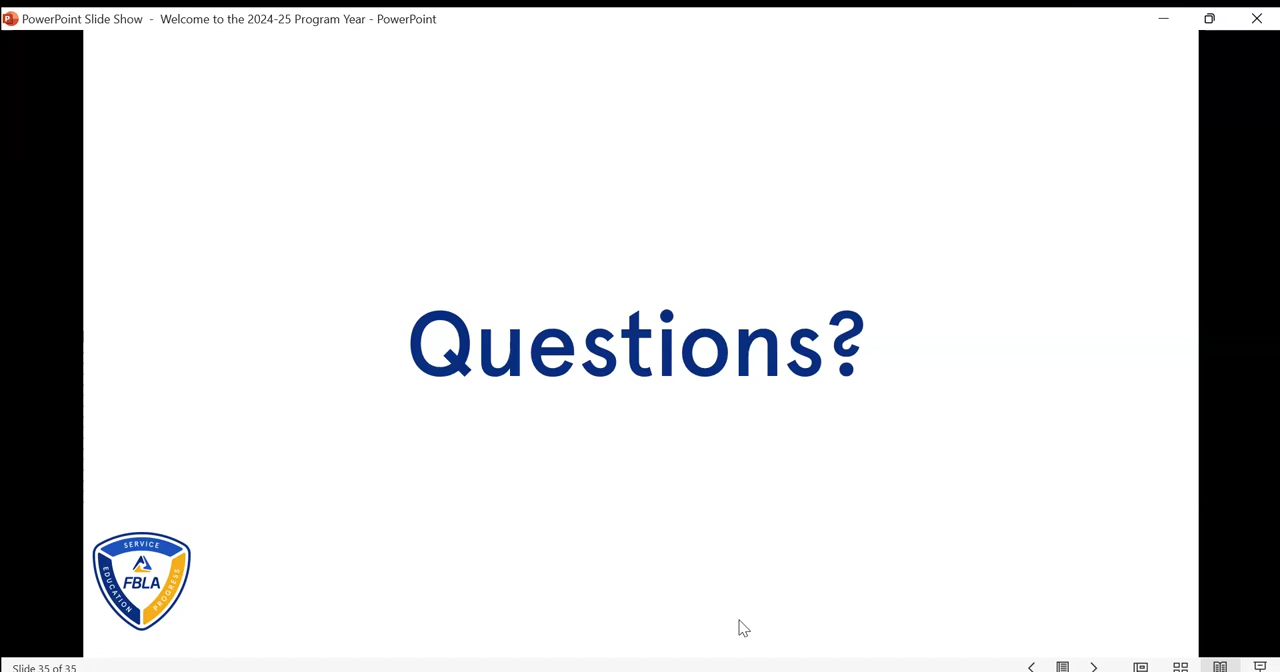 PowerPoint Slide Show - Welcome to the 2024-25 Program Year - PowerPoint
Questions?
SERVICE
EDUCATION
FBLA
PROGRESS
Slide 35 of 35